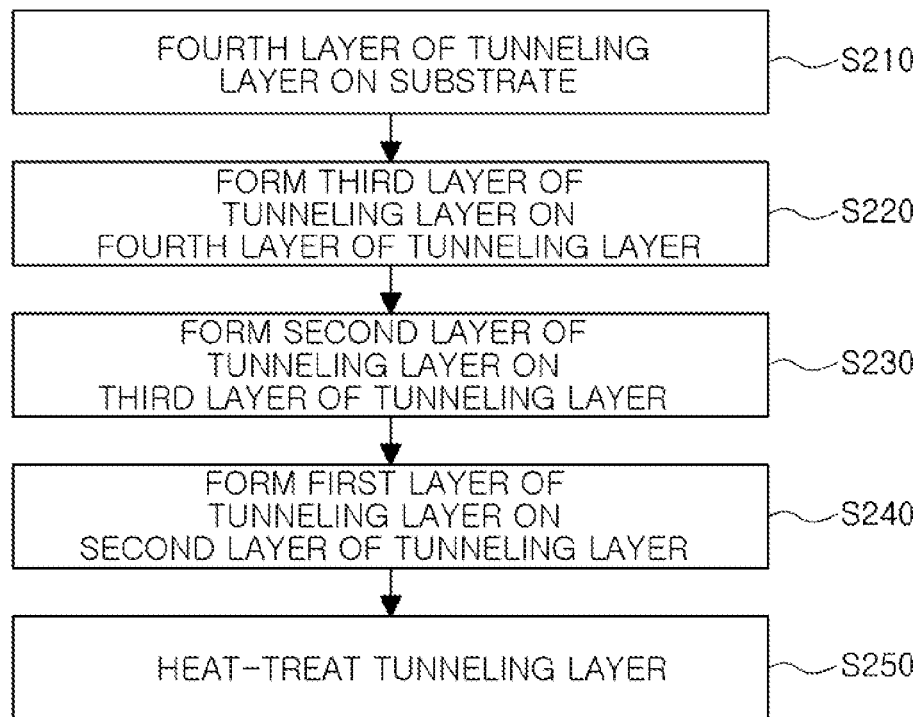 FOURTH LAYER OF TUNNELING
LAYER ON SUBSTRATE
S210
FORM THIRD LAYER OF
TUNNELING LAYER ON
FOURTH LAYER OF TUNNELING LAYER
S220
FORM SECOND LAYER OF
TUNNELING LAYER ON
THIRD LAYER OF TUNNELING LAYER
S230
FORM FIRST LAYER OF
TUNNELING LAYER ON
SECOND LAYER OF TUNNELING LAYER
S240
HEAT-TREAT TUNNELING LAYER
S250